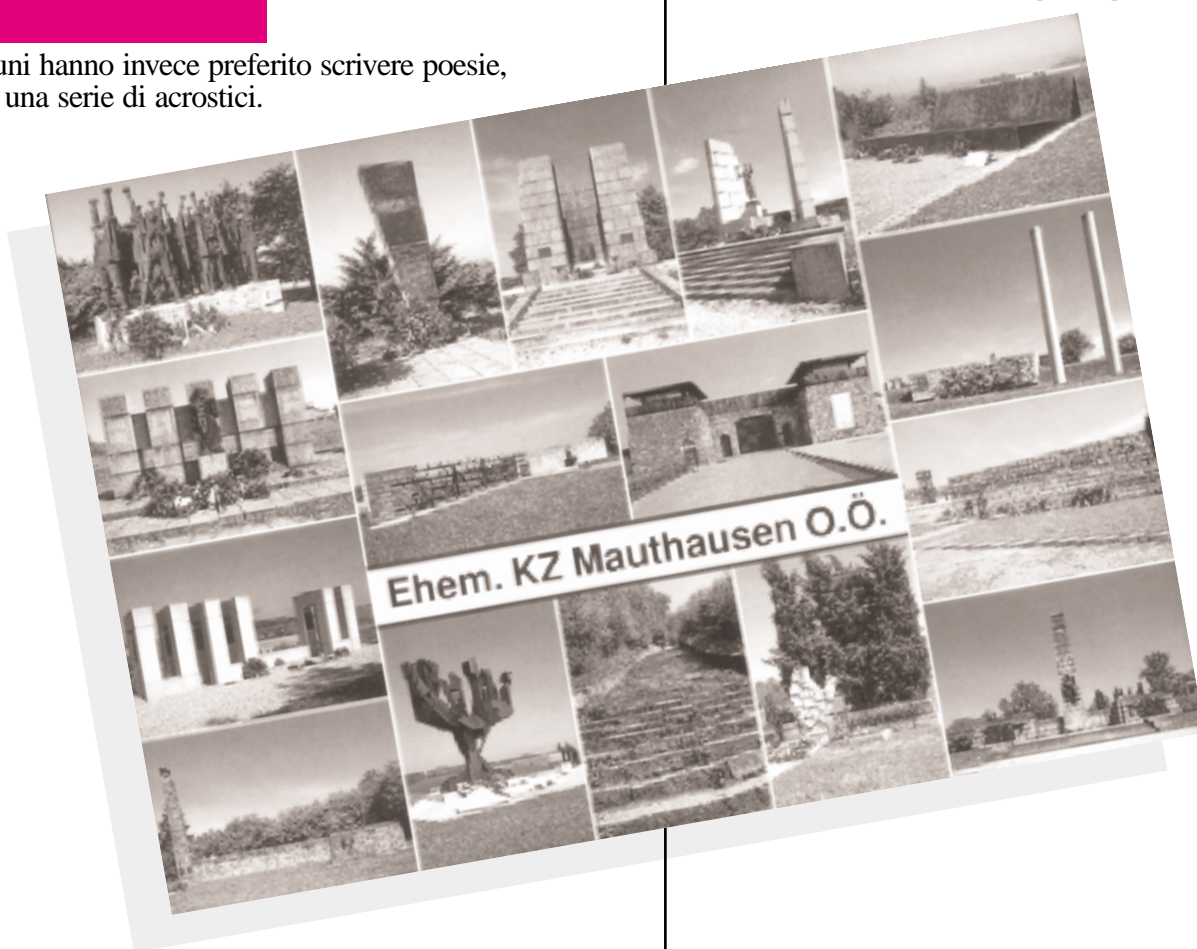 uni hanno invece preferito scrivere poesie,
una serie di acrostici.
Ehem. KZ Mauthausen O.Ö.